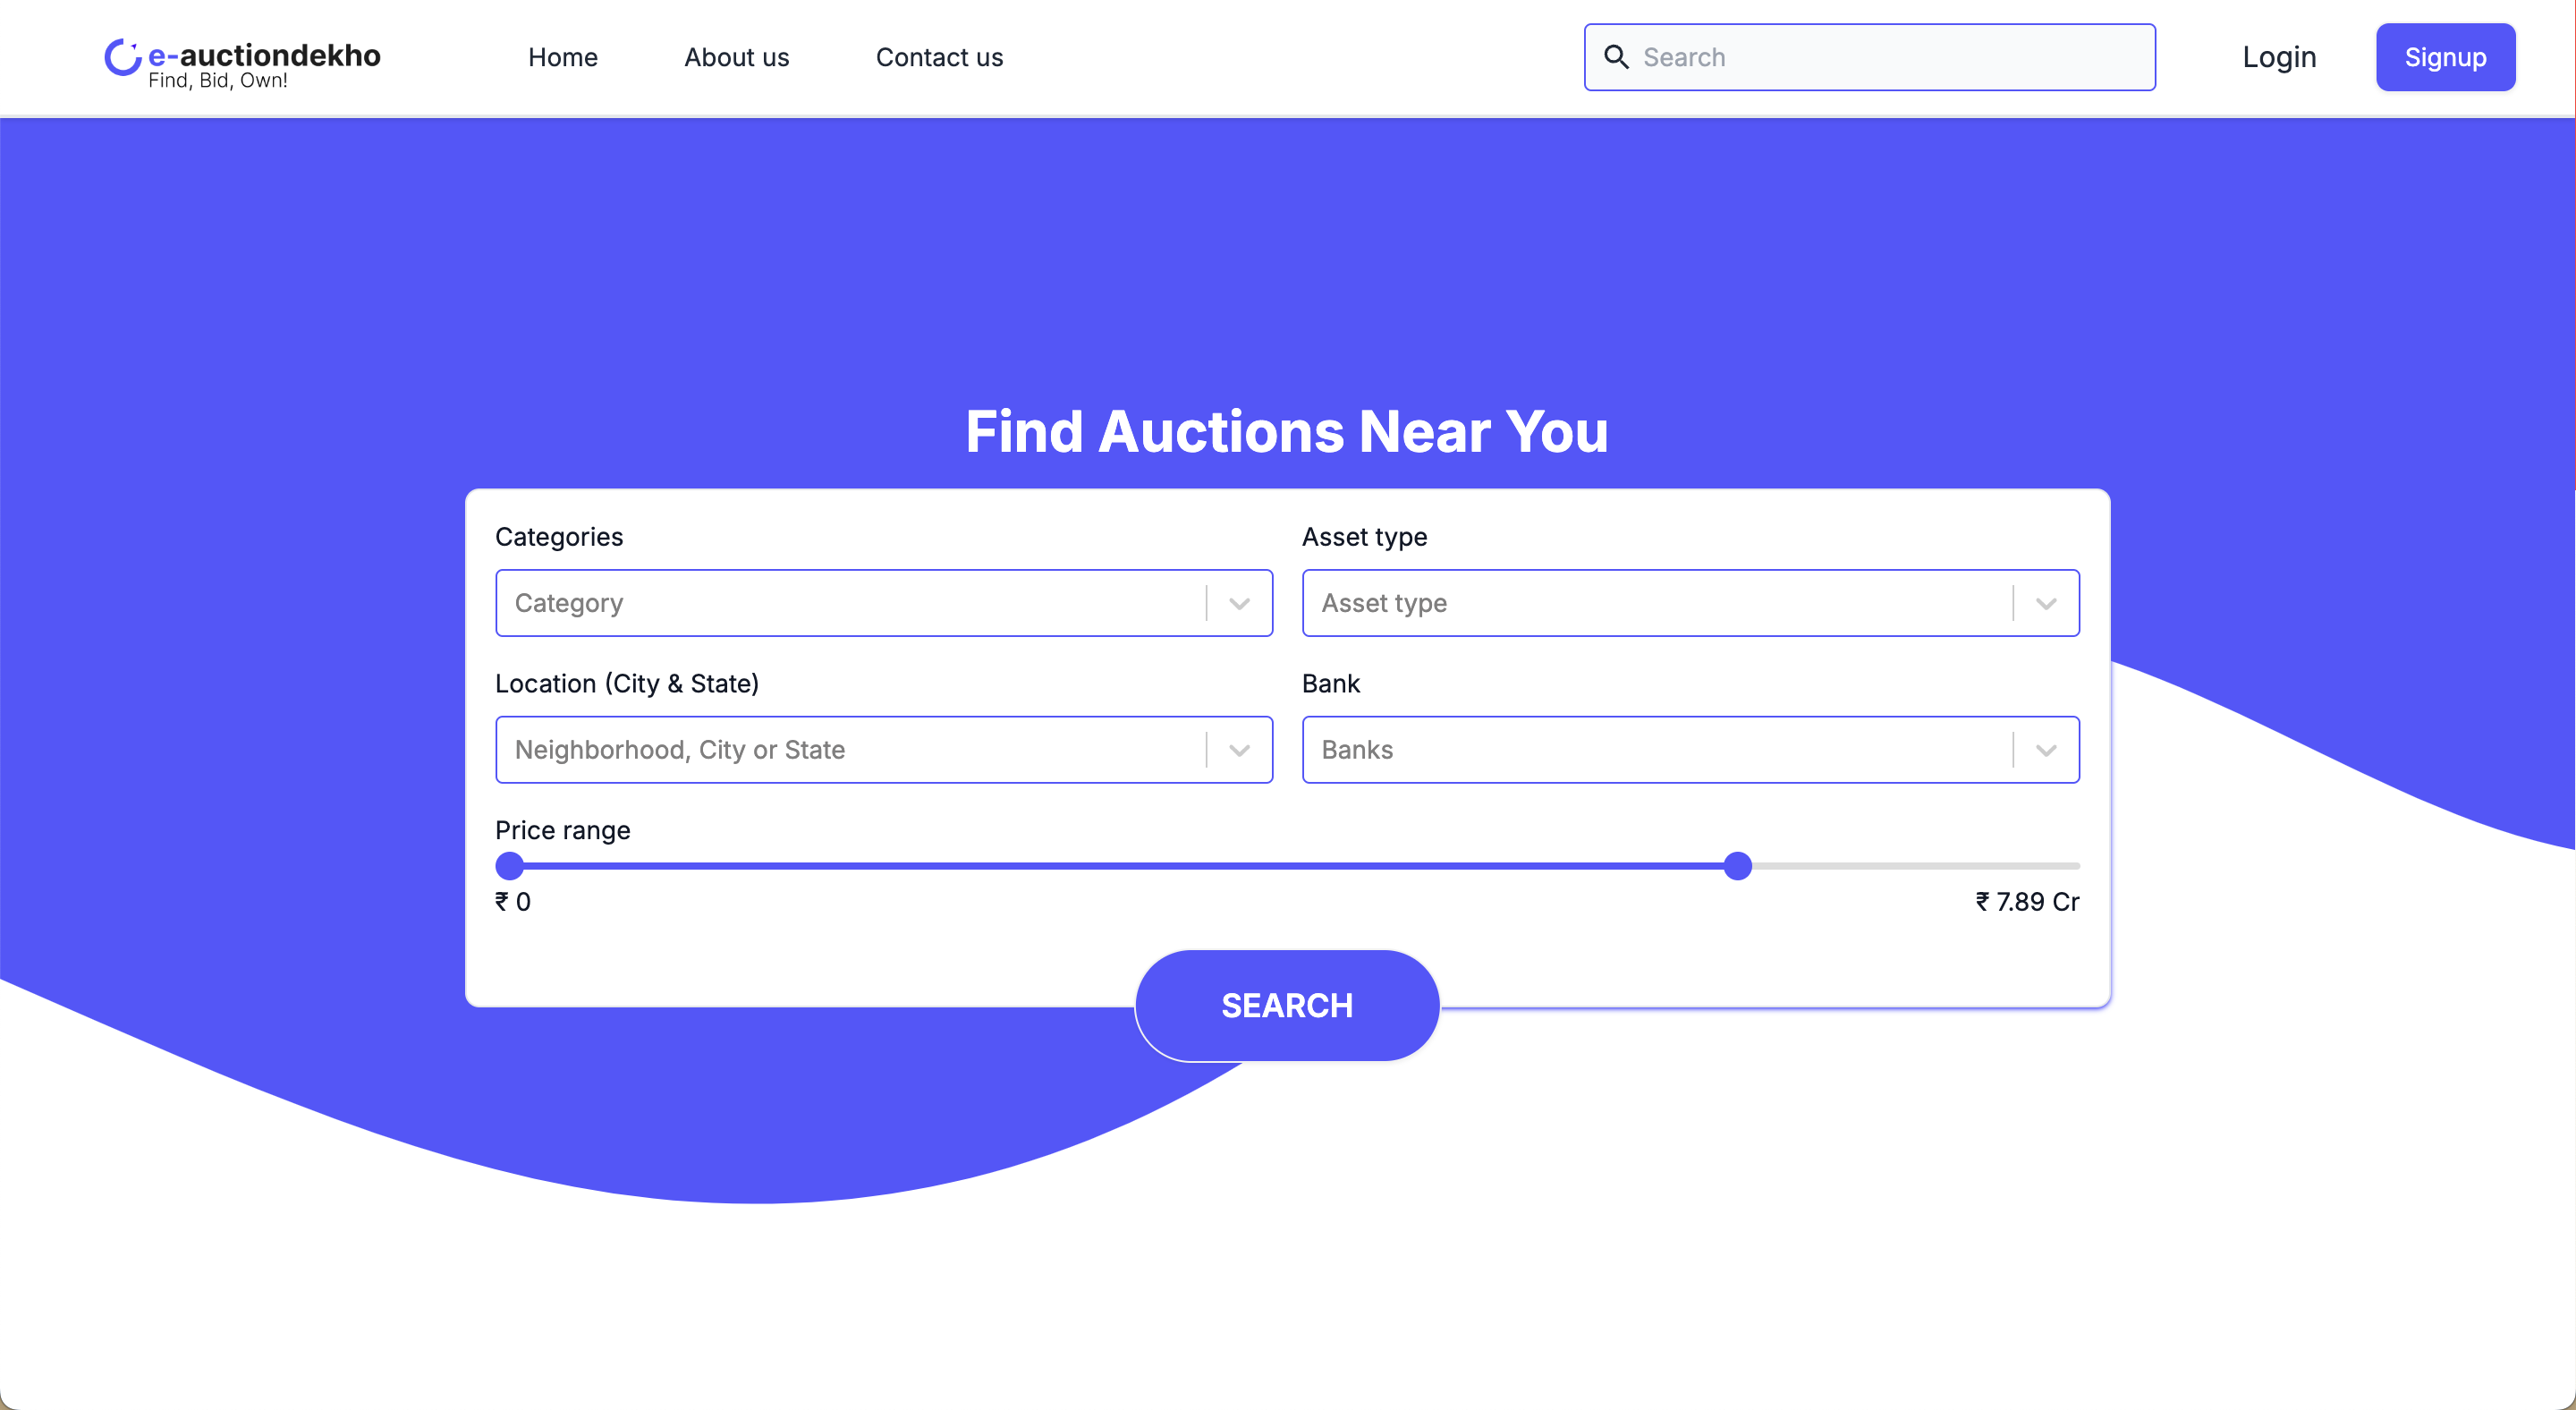 e-auctiondekho
Find, Bid, Own!
Home
About us
Contact us
Search
Login
Signup
Find Auctions Near You
Categories
Asset type
Category
Asset type
Location (City & State)
Bank
Neighborhood, City or State
Banks
Price range
₹ 0
₹ 7.89 Cr
SEARCH